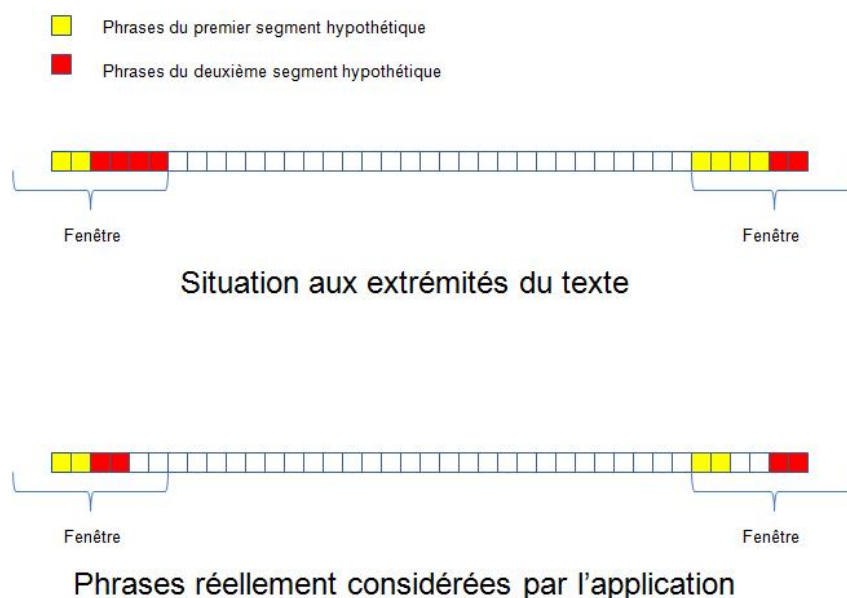 Phrases du premier segment hypothétique
Phrases du deuxième segment hypothétique
Fenêtre
Fenêtre
Situation aux extrémités du texte
Fenêtre
Fenêtre
Phrases réellement considérées par l'application